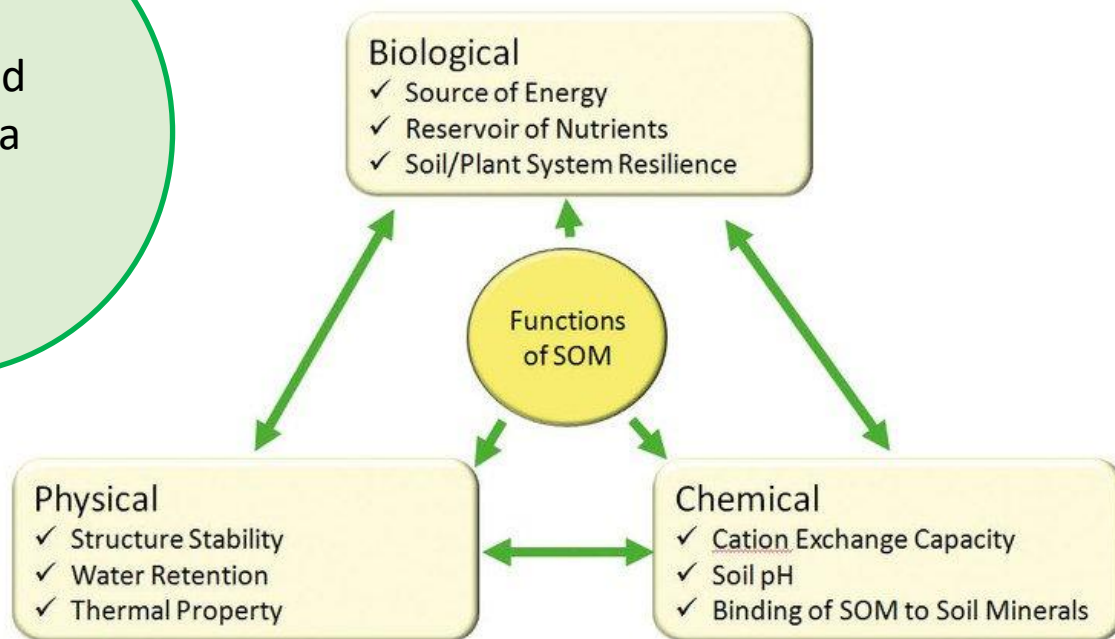 d
a
Biological
✓ Source of Energy
✓ Reservoir of Nutrients
✓ Soil/Plant System Resilience
Functions
of SOM
Physical
✓ Structure Stability
✓ Water Retention
✓ Thermal Property
Chemical
✓ Cation Exchange Capacity
✓ Soil pH
✓ Binding of SOM to Soil Minerals